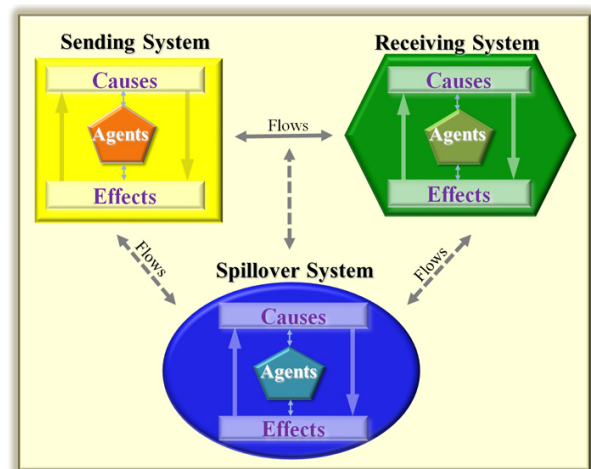 Sending System
Receiving System
Causes
Agents
Effects
Flows
Causes
Agents
Effects
Flows
Flows
Spillover System
Causes
Agents
Effects